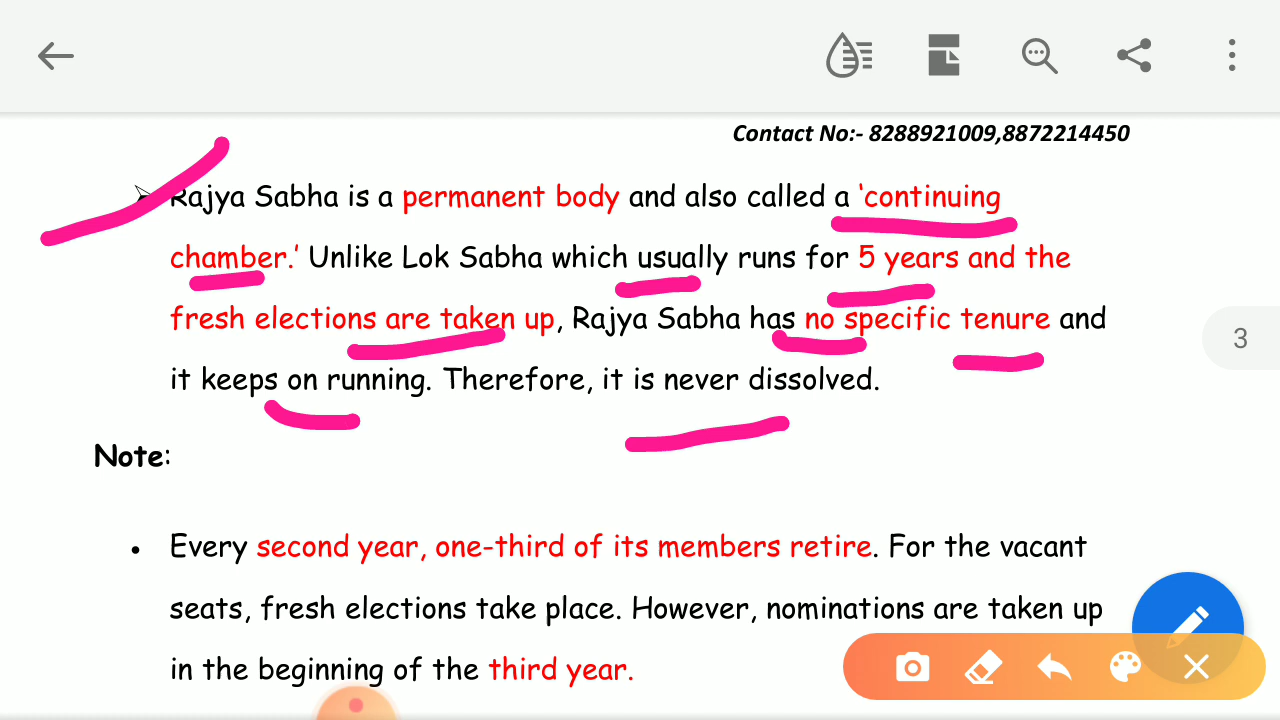 Contact No:- 8288921009,8872214450
➢ Rajya Sabha is a permanent body and also called a ‘continuing
chamber.’ Unlike Lok Sabha which usually runs for 5 years and the
fresh elections are taken up, Rajya Sabha has no specific tenure and
it keeps on running. Therefore, it is never dissolved.
3
Note:
• Every second year, one-third of its members retire. For the vacant
seats, fresh elections take place. However, nominations are taken up
in the beginning of the third year.